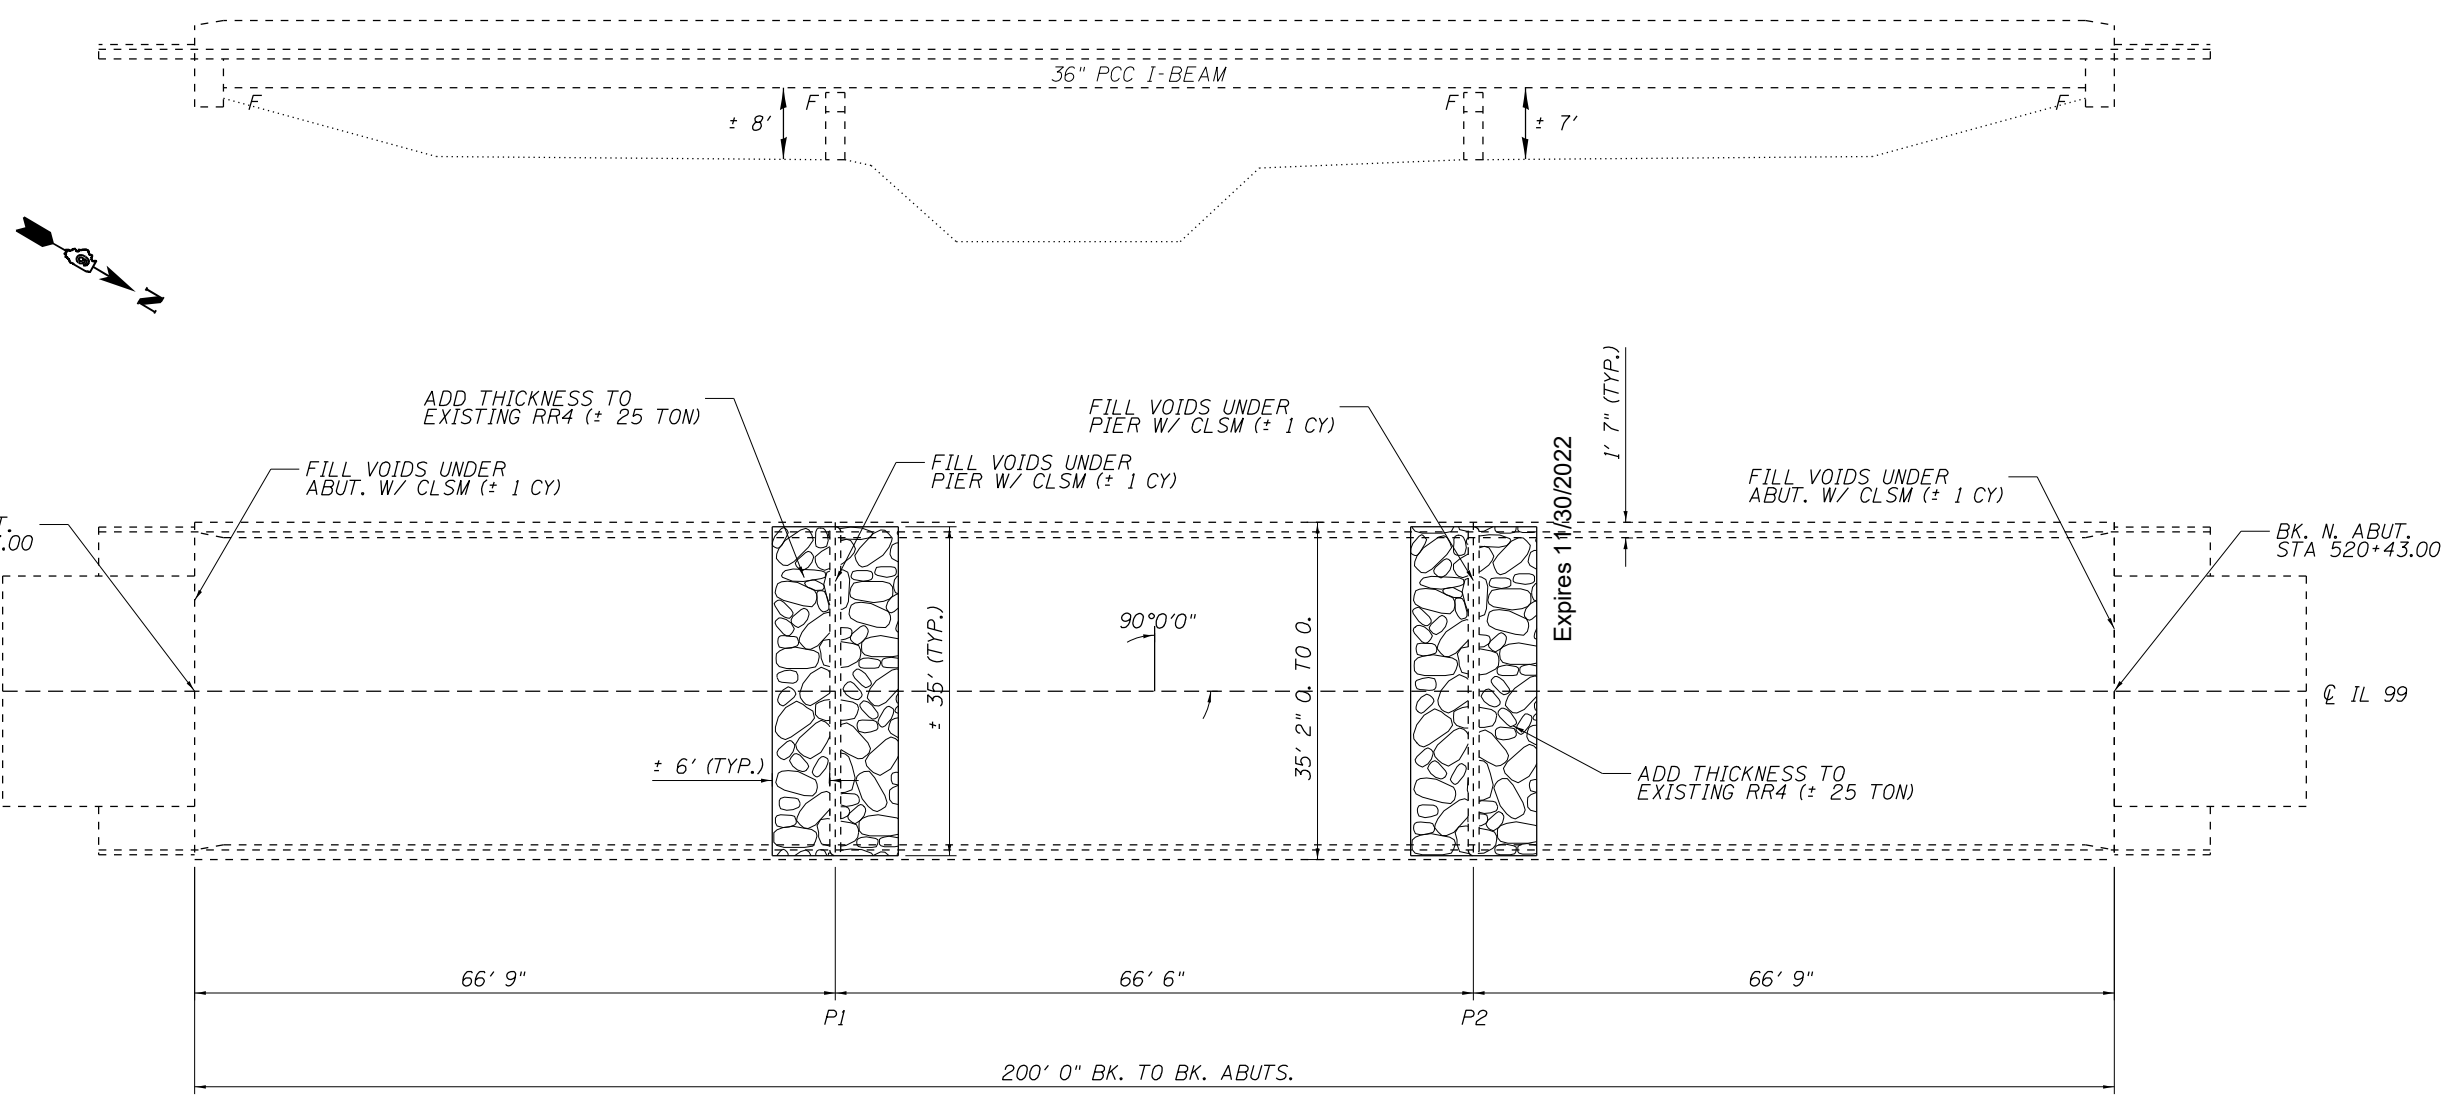 36" PCC I-BEAM
F
F
F
F
± 8'
± 7'
N
ADD THICKNESS TO
EXISTING RR4 (± 25 TON)
FILL VOIDS UNDER
PIER W/ CLSM (± 1 CY)
1' 7" (TYP.)
FILL VOIDS UNDER
ABUT. W/ CLSM (± 1 CY)
FILL VOIDS UNDER
PIER W/ CLSM (± 1 CY)
Expires 11/30/2022
FILL VOIDS UNDER
ABUT. W/ CLSM (± 1 CY)
.00
BK. N. ABUT.
STA 520+43.00
90°0'0"
± 35' (TYP.)
35' 2" O. TO O.
℄ IL 99
± 6' (TYP.)
ADD THICKNESS TO
EXISTING RR4 (± 25 TON)
66' 9"
66' 6"
66' 9"
P1
P2
200' 0" BK. TO BK. ABUTS.